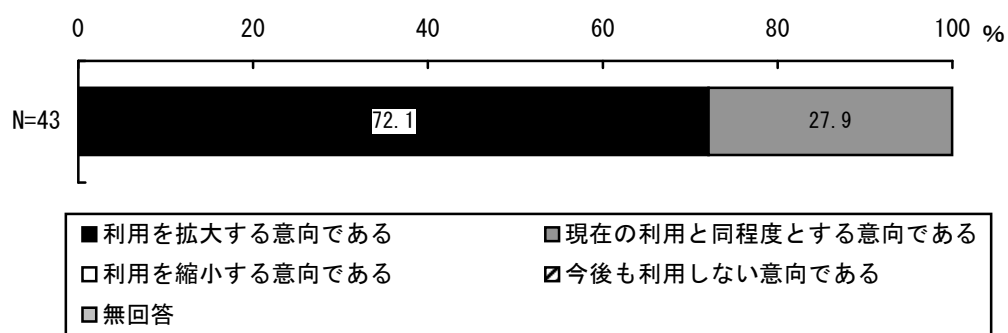 0 20 40 60 80 100 %
N=43 72.1 27.9
■利用を拡大する意向である ■現在の利用と同程度とする意向である
□利用を縮小する意向である 今後も利用しない意向である
無回答